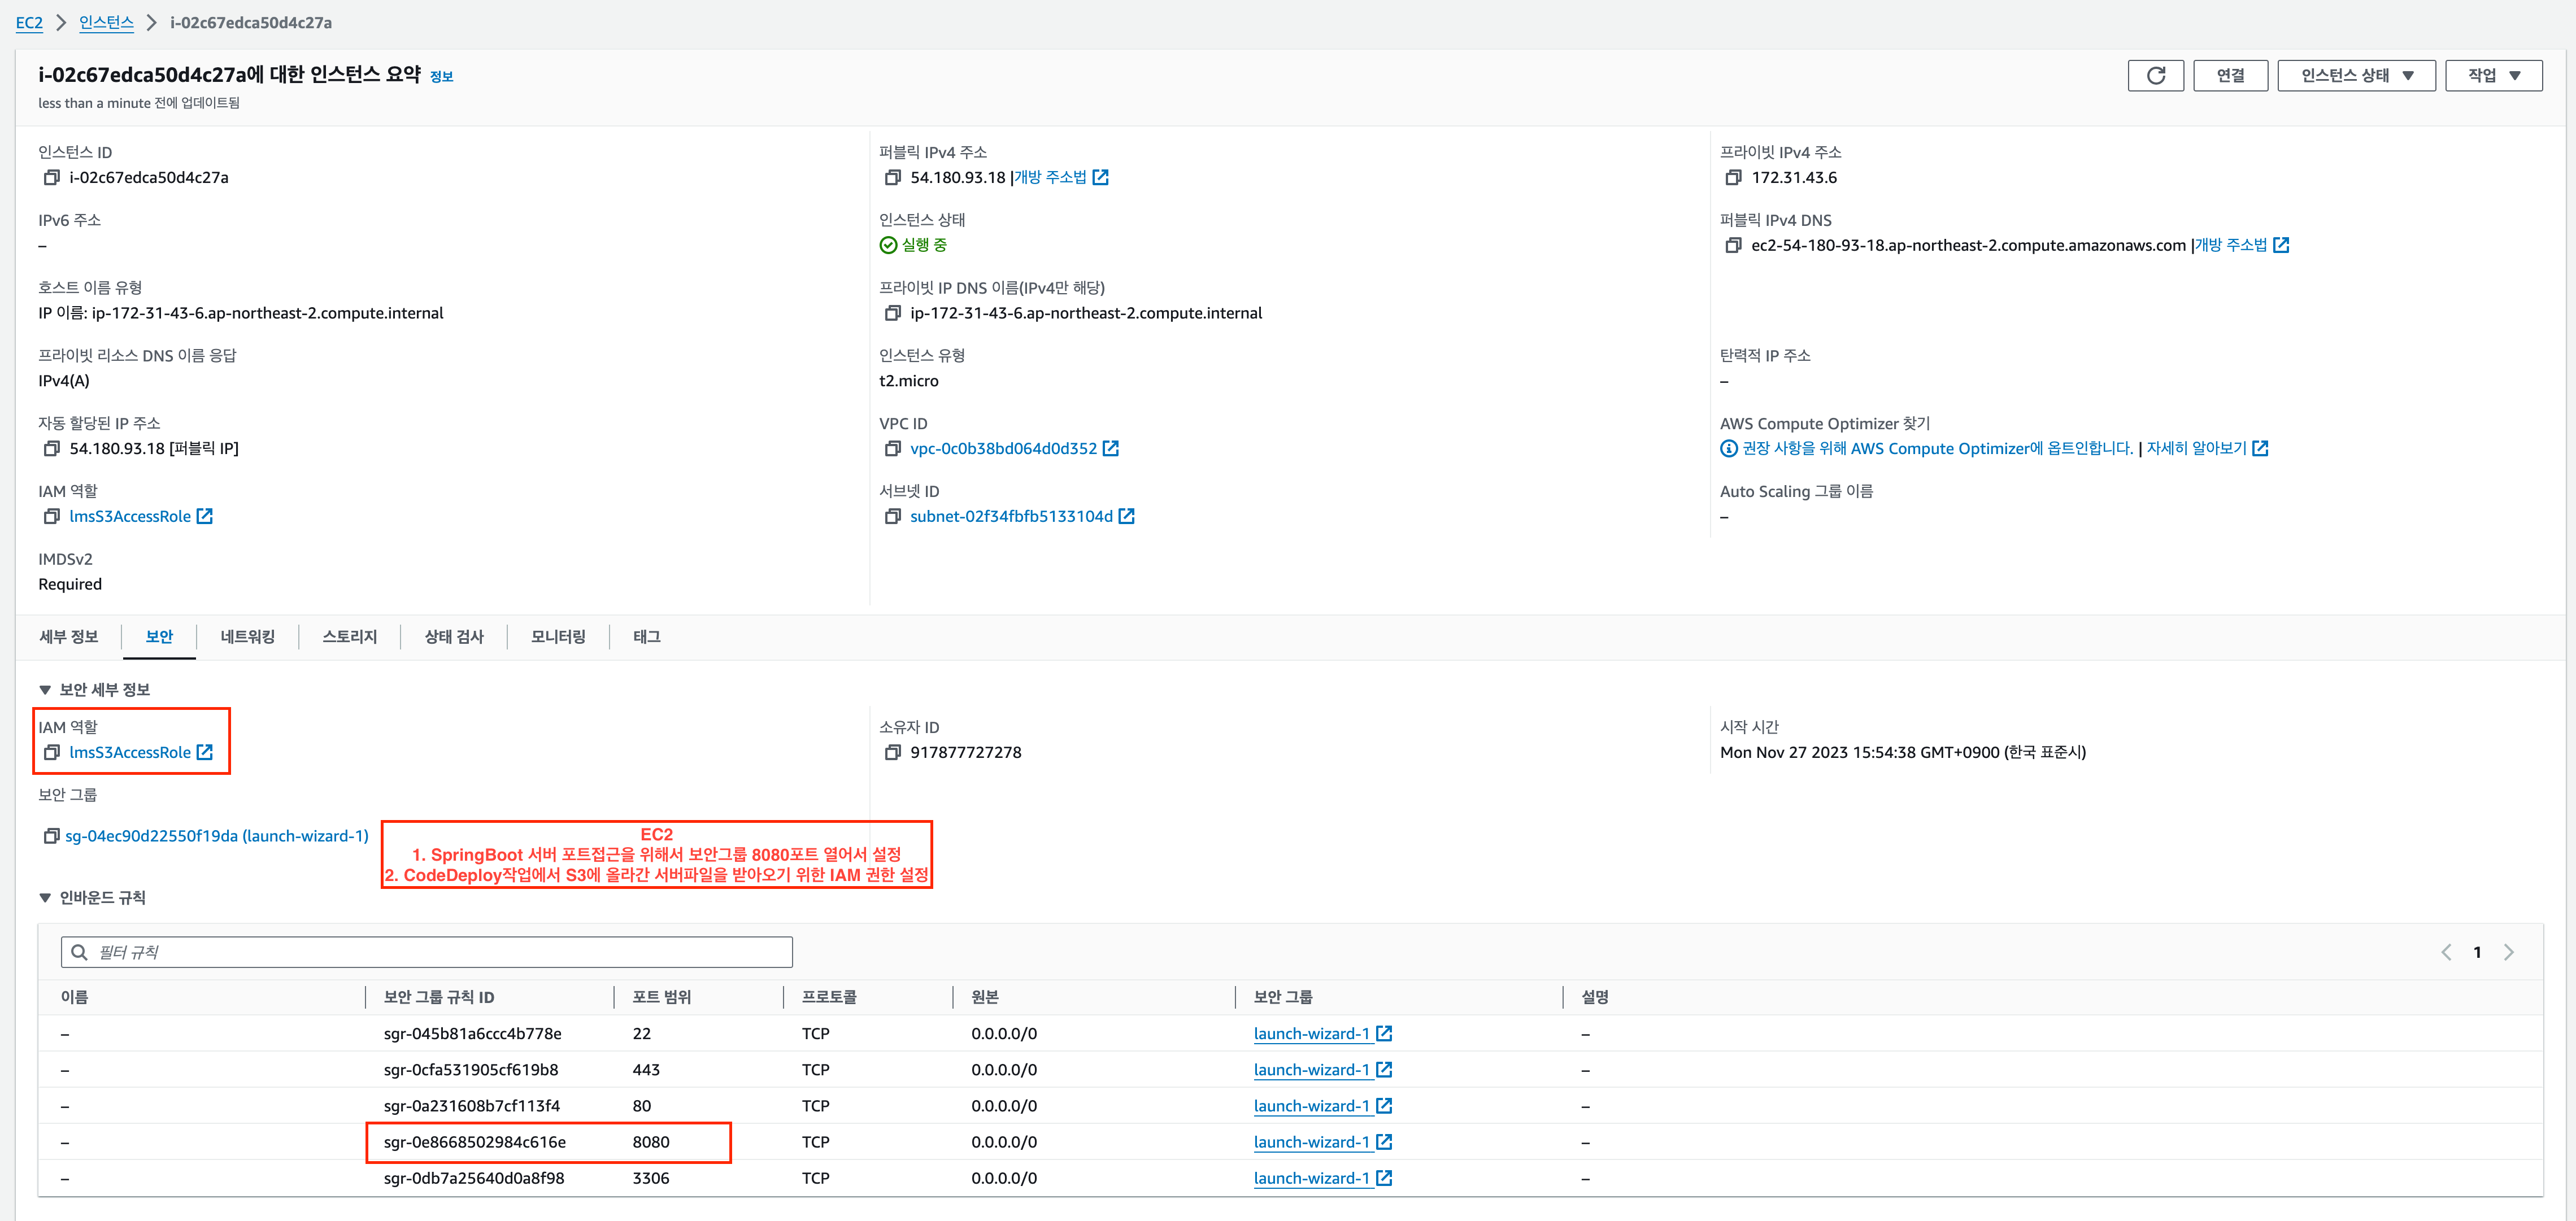 EC2 > 인스턴스 > i-02c67edca50d4c27a
i-02c67edca50d4c27a에 대한 인스턴스 요약 정보
less than a minute 전에 업데이트됨
연결
인스턴스 상태
작업
인스턴스 ID
i-02c67edca50d4c27a
퍼블릭 IPv4 주소
54.180.93.18 |개방 주소법
프라이빗 IPv4 주소
172.31.43.6
IPv6 주소
–
인스턴스 상태
실행 중
퍼블릭 IPv4 DNS
ec2-54-180-93-18.ap-northeast-2.compute.amazonaws.com |개방 주소법
호스트 이름 유형
IP 이름: ip-172-31-43-6.ap-northeast-2.compute.internal
프라이빗 IP DNS 이름(IPv4만 해당)
ip-172-31-43-6.ap-northeast-2.compute.internal
프라이빗 리소스 DNS 이름 응답
IPv4(A)
인스턴스 유형
t2.micro
탄력적 IP 주소
–
자동 할당된 IP 주소
54.180.93.18 [퍼블릭 IP]
VPC ID
vpc-0c0b38bd064d0d352
AWS Compute Optimizer 찾기
권장 사항을 위해 AWS Compute Optimizer에 옵트인합니다. | 자세히 알아보기
IAM 역할
lmsS3AccessRole
서브넷 ID
subnet-02f34fbfb5133104d
Auto Scaling 그룹 이름
–
IMDSv2
Required
세부 정보
보안
네트워킹
스토리지
상태 검사
모니터링
태그
▼ 보안 세부 정보
IAM 역할
lmsS3AccessRole
소유자 ID
917877727278
시작 시간
Mon Nov 27 2023 15:54:38 GMT+0900 (한국 표준시)
보안 그룹
sg-04ec90d22550f19da (launch-wizard-1)
EC2
1. SpringBoot 서버 포트접근을 위해서 보안그룹 8080포트 열어서 설정
2. CodeDeploy작업에서 S3에 올라간 서버파일을 받아오기 위한 IAM 권한 설정
▼ 인바운드 규칙
필터 규칙
1
이름 보안 그룹 규칙 ID 포트 범위 프로토콜 원본 보안 그룹 설명
– sgr-045b81a6ccc4b778e 22 TCP 0.0.0.0/0 launch-wizard-1 –
– sgr-0cfa531905cf619b8 443 TCP 0.0.0.0/0 launch-wizard-1 –
– sgr-0a231608b7cf113f4 80 TCP 0.0.0.0/0 launch-wizard-1 –
– sgr-0e8668502984c616e 8080 TCP 0.0.0.0/0 launch-wizard-1 –
– sgr-0db7a25640d0a8f98 3306 TCP 0.0.0.0/0 launch-wizard-1 –